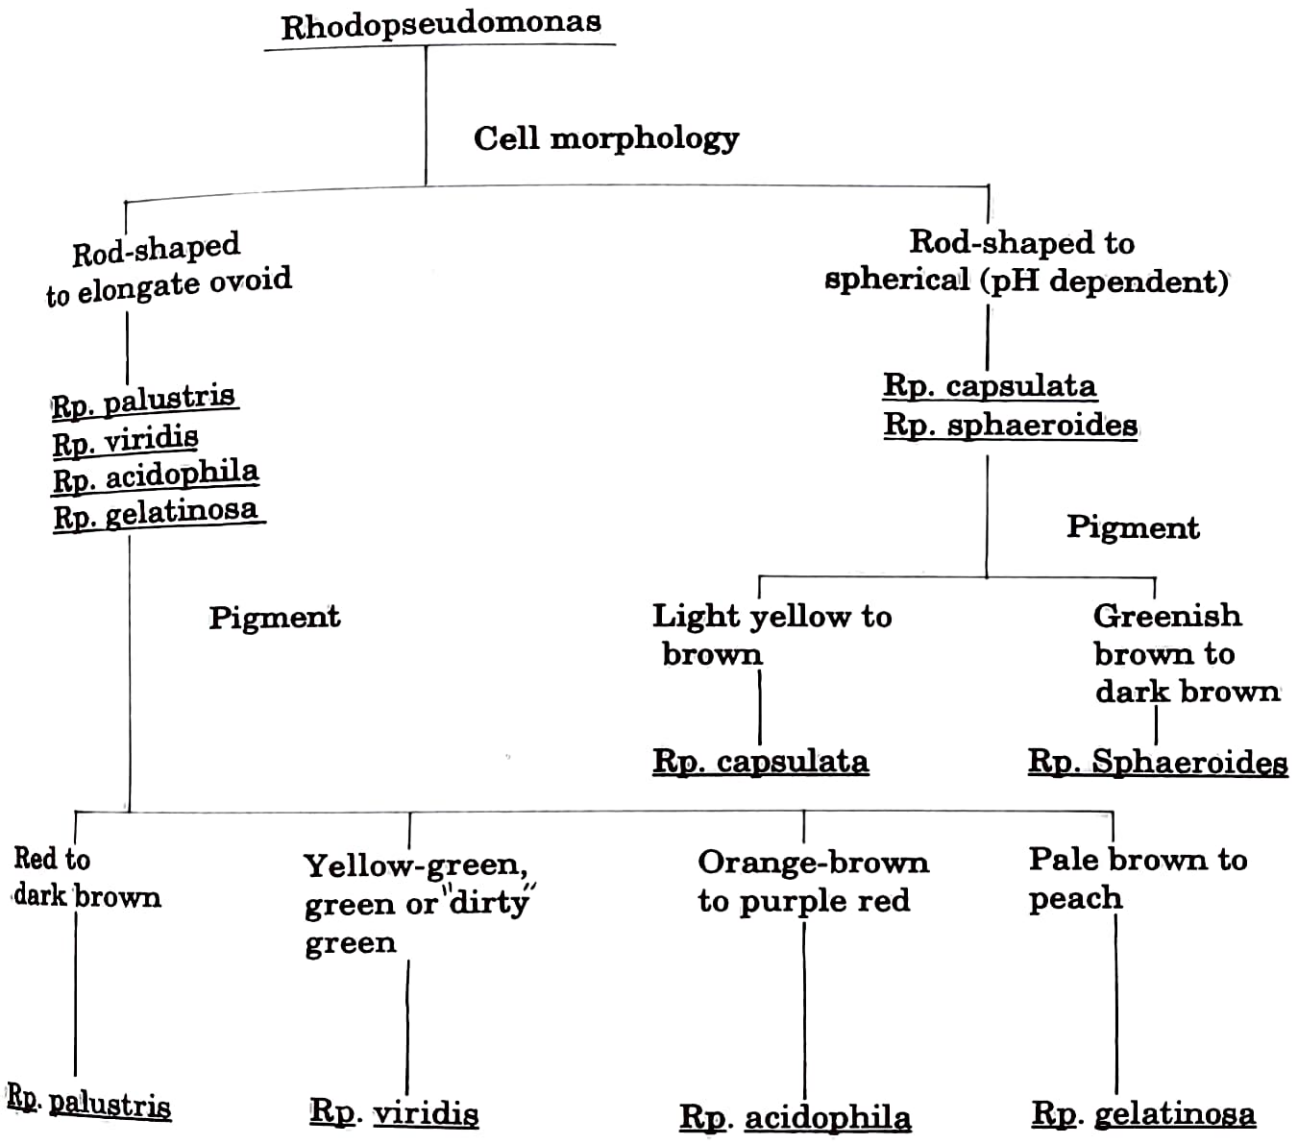 Rhodopseudomonas
Cell morphology
Rod-shaped
to elongate ovoid
Rod-shaped to
spherical (pH dependent)
Rp. palustris
Rp. viridis
Rp. acidophila
Rp. gelatinosa
Rp. capsulata
Rp. sphaeroides
Pigment
Pigment
Light yellow to
brown
Greenish
brown to
dark brown
Rp. capsulata
Rp. Sphaeroides
Red to
dark brown
Yellow-green,
green or "dirty"
green
Orange-brown
to purple red
Pale brown to
peach
Rp. palustris
Rp. viridis
Rp. acidophila
Rp. gelatinosa